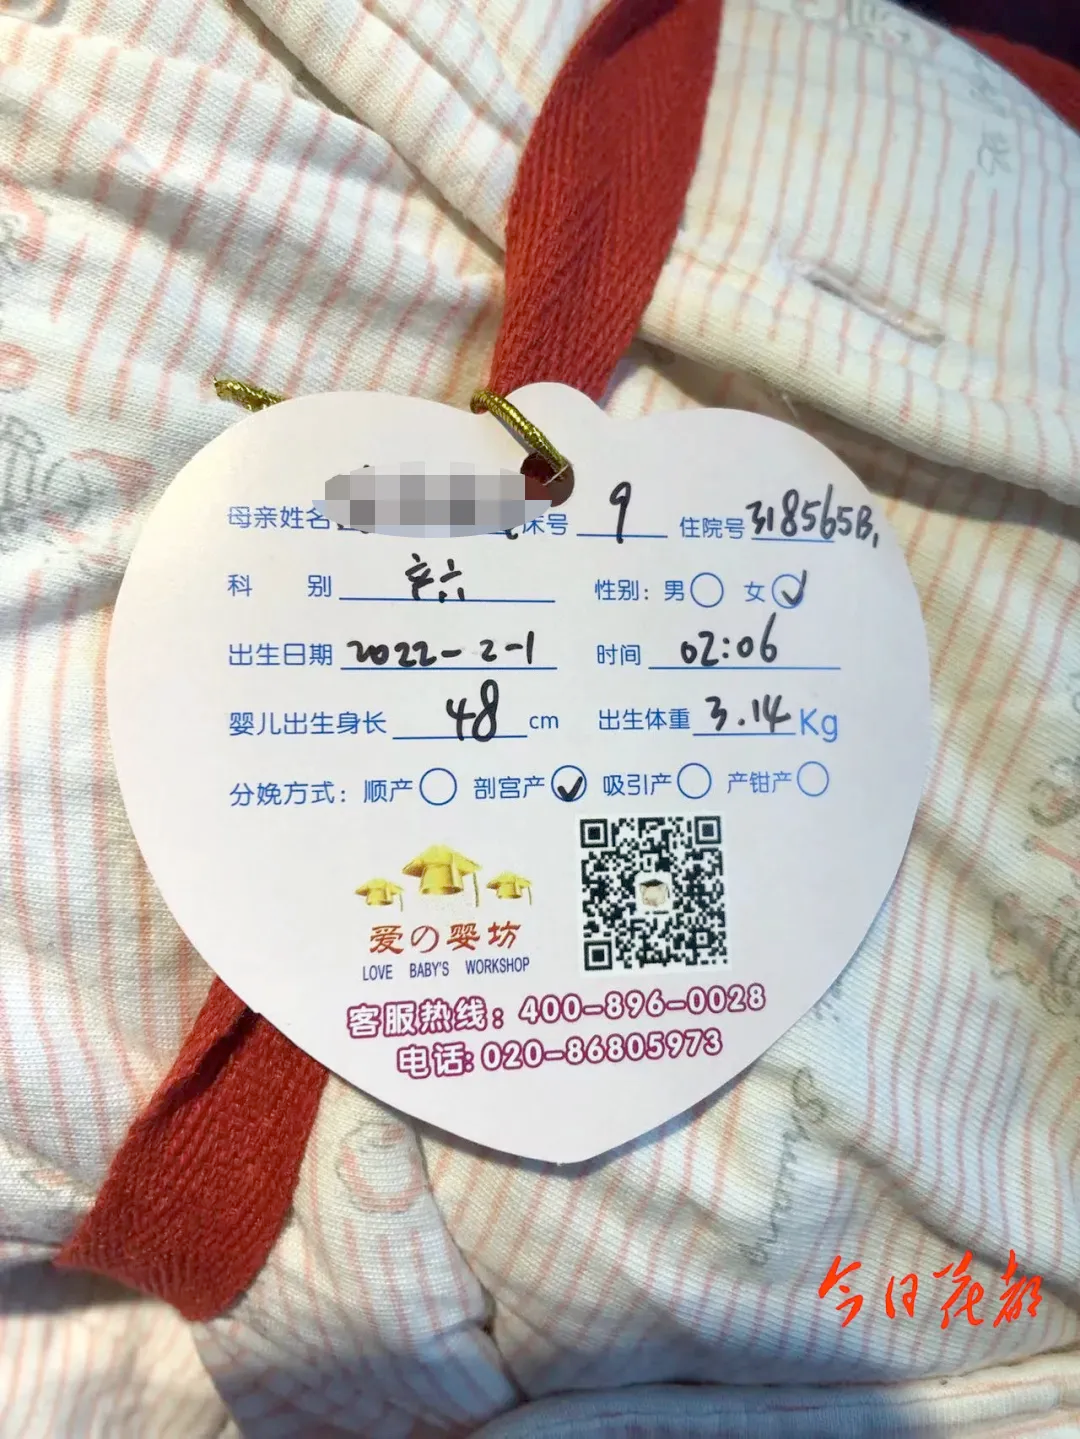 母亲姓名 床号 9 住院号 318565B1
科 别 产六 性别：男 女✓
出生日期 2022-2-1 时间 02:06
婴儿出生身长 48 cm 出生体重 3.14 Kg
分娩方式：顺产 剖宫产✓ 吸引产 产钳产
爱の婴坊
LOVE BABY'S WORKSHOP
客服热线：400-896-0028
电话：020-86805973
Shuang
今日花都